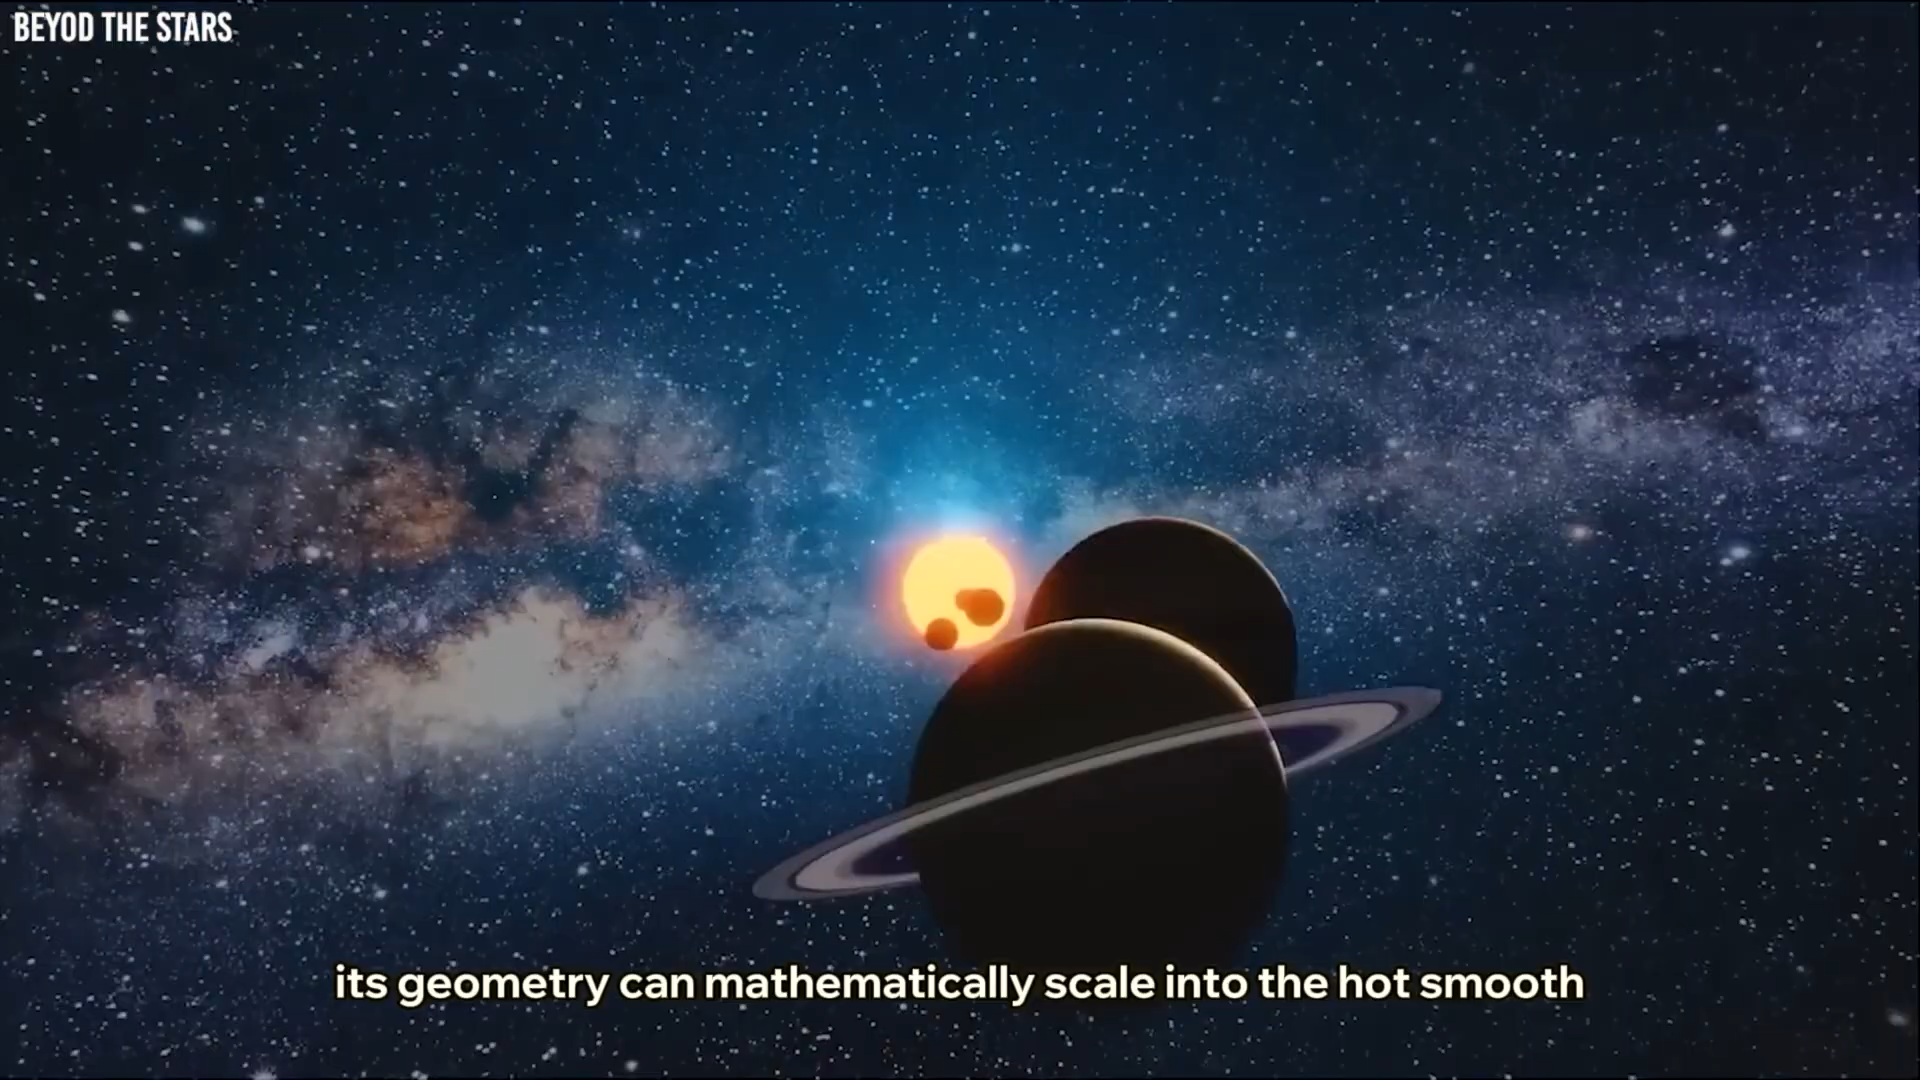 BEYOD THE STARS
its geometry can mathematically scale into the hot smooth